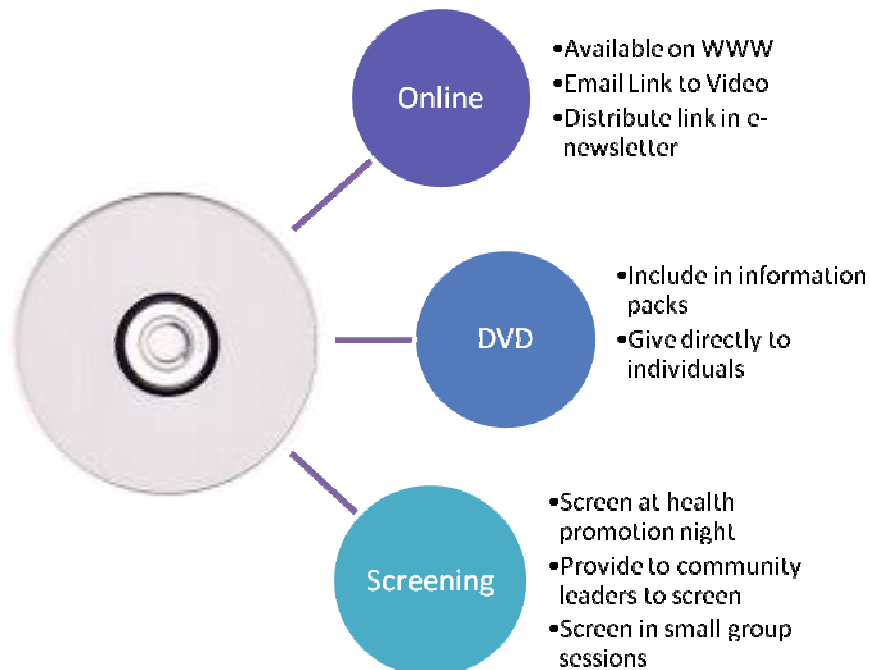 Online
•Available on WWW
•Email Link to Video
•Distribute link in e-
newsletter
DVD
•Include in information
packs
•Give directly to
individuals
Screening
•Screen at health
promotion night
•Provide to community
leaders to screen
•Screen in small group
sessions